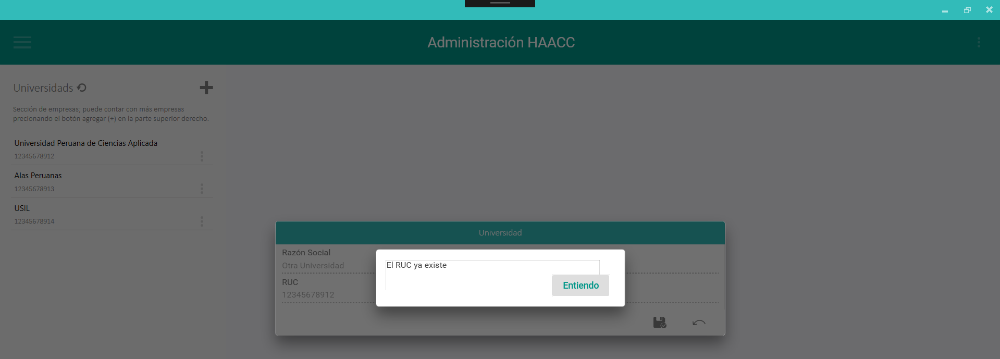 Administración HAACC
Universidads
Sección de empresas; puede contar con más empresas
precionando el botón agregar (+) en la parte superior derecho.
Universidad Peruana de Ciencias Aplicada
12345678912
Alas Peruanas
12345678913
USIL
12345678914
Universidad
Razón Social
Otra Universidad
RUC
12345678912
El RUC ya existe
Entiendo